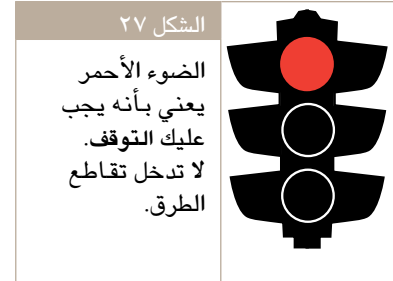 الشكل ٢٧
الضوء الأحمر
يعني بأنه يجب
عليك التوقف.
لا تدخل تقاطع
الطرق.